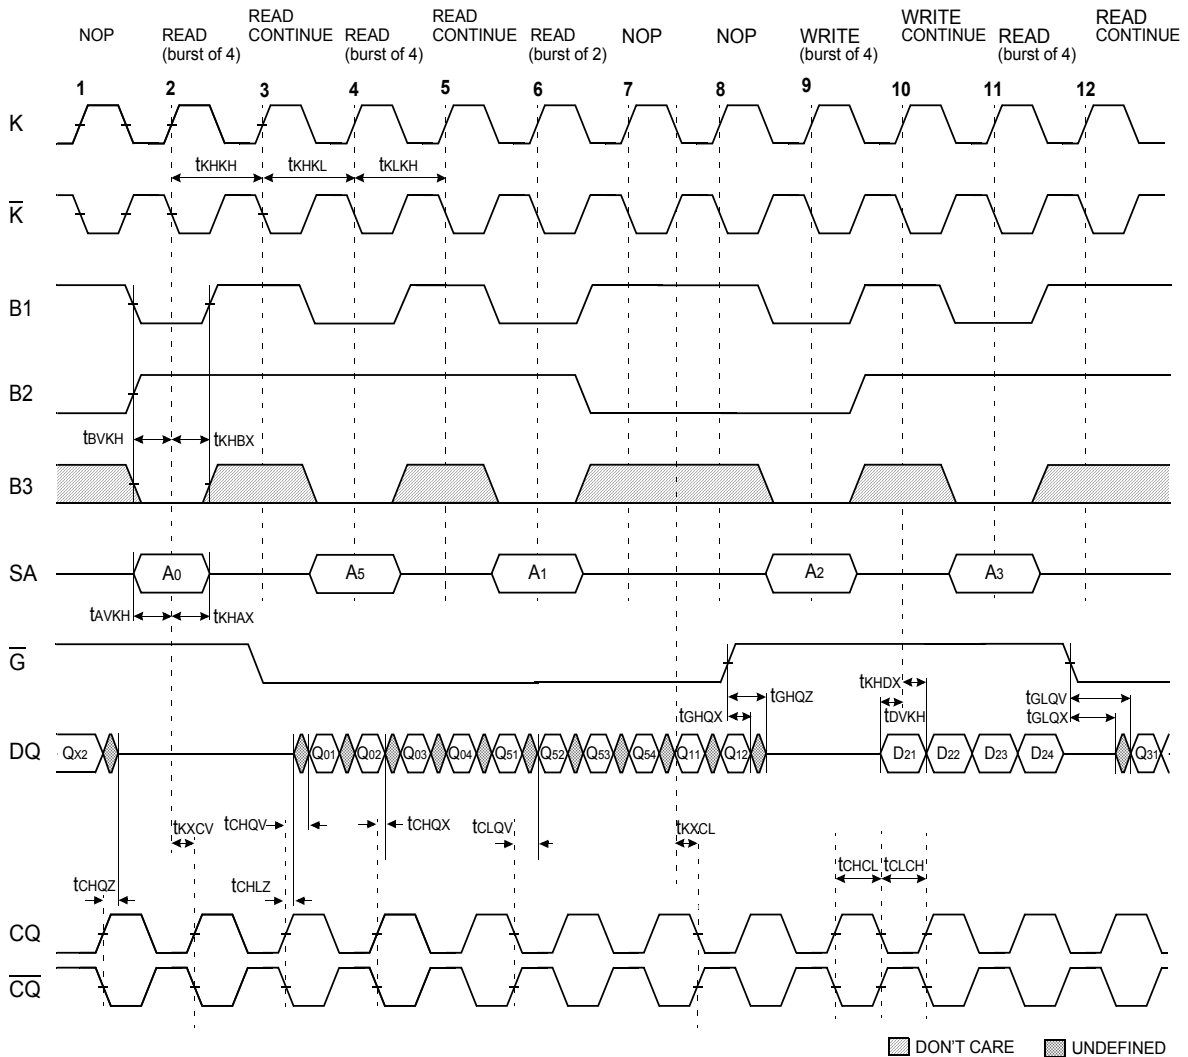 NOP READ (burst of 4) READ CONTINUE READ (burst of 4) READ CONTINUE READ (burst of 2) NOP NOP WRITE (burst of 4) WRITE CONTINUE READ (burst of 4) READ CONTINUE
1 2 3 4 5 6 7 8 9 10 11 12
K
tKHKH tKHKL tKLKH
K
B1
B2
tBVKH tKHBX
B3
SA A0 A5 A1 A2 A3
tAVKH tKHAX
G
tKHDX tGLQV
tGHQZ tGHQX tDVKH tGLQX
DQ QX2 Q01 Q02 Q03 Q04 Q51 Q52 Q53 Q54 Q11 Q12 D21 D22 D23 D24 Q31
tKXCV tCHQV tCHQX tCLQV tKXCL
tCHQZ tCHLZ tCHCL tCLCH
CQ
CQ
DON'T CARE UNDEFINED